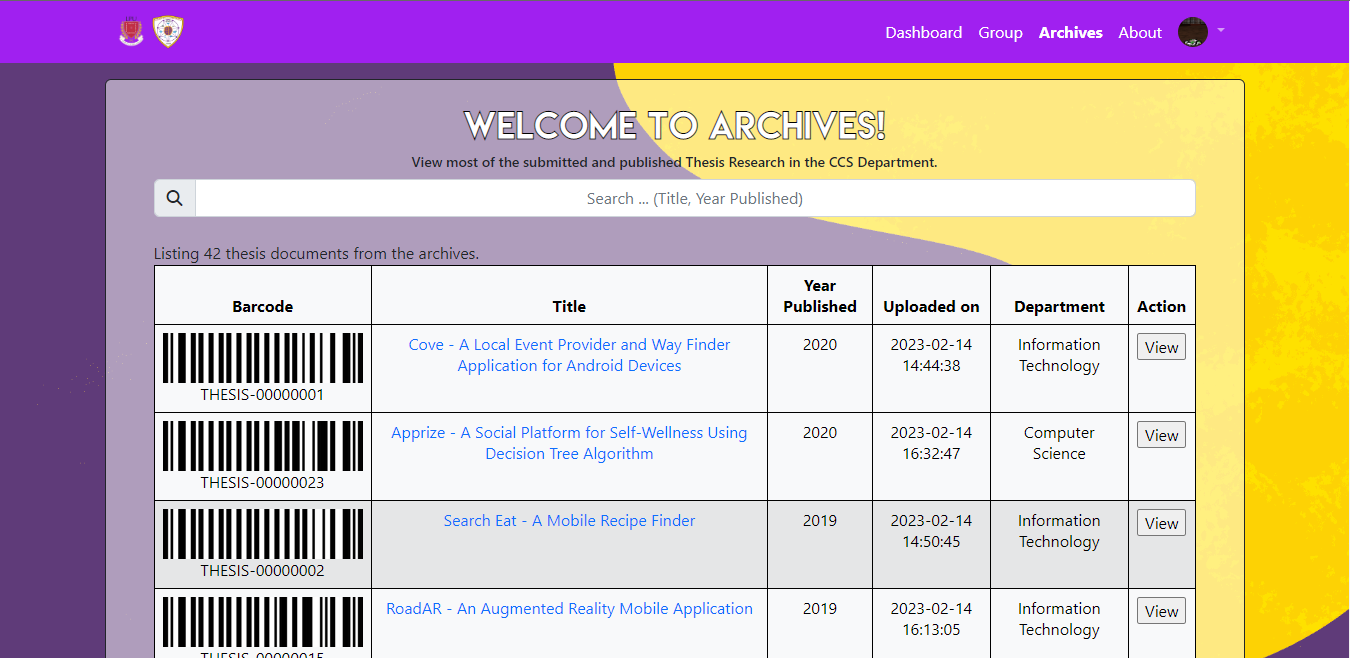 Dashboard Group Archives About
WELCOME TO ARCHIVES!
View most of the submitted and published Thesis Research in the CCS Department.
Search ... (Title, Year Published)
Listing 42 thesis documents from the archives.
Barcode Title Year Published Uploaded on Department Action
Cove - A Local Event Provider and Way Finder 2020 2023-02-14 Information View
Application for Android Devices 14:44:38 Technology
THESIS-00000001
Apprize - A Social Platform for Self-Wellness Using 2020 2023-02-14 Computer View
Decision Tree Algorithm 16:32:47 Science
THESIS-00000023
Search Eat - A Mobile Recipe Finder 2019 2023-02-14 Information View
14:50:45 Technology
THESIS-00000002
RoadAR - An Augmented Reality Mobile Application 2019 2023-02-14 Information View
16:13:05 Technology
THESIS-00000015